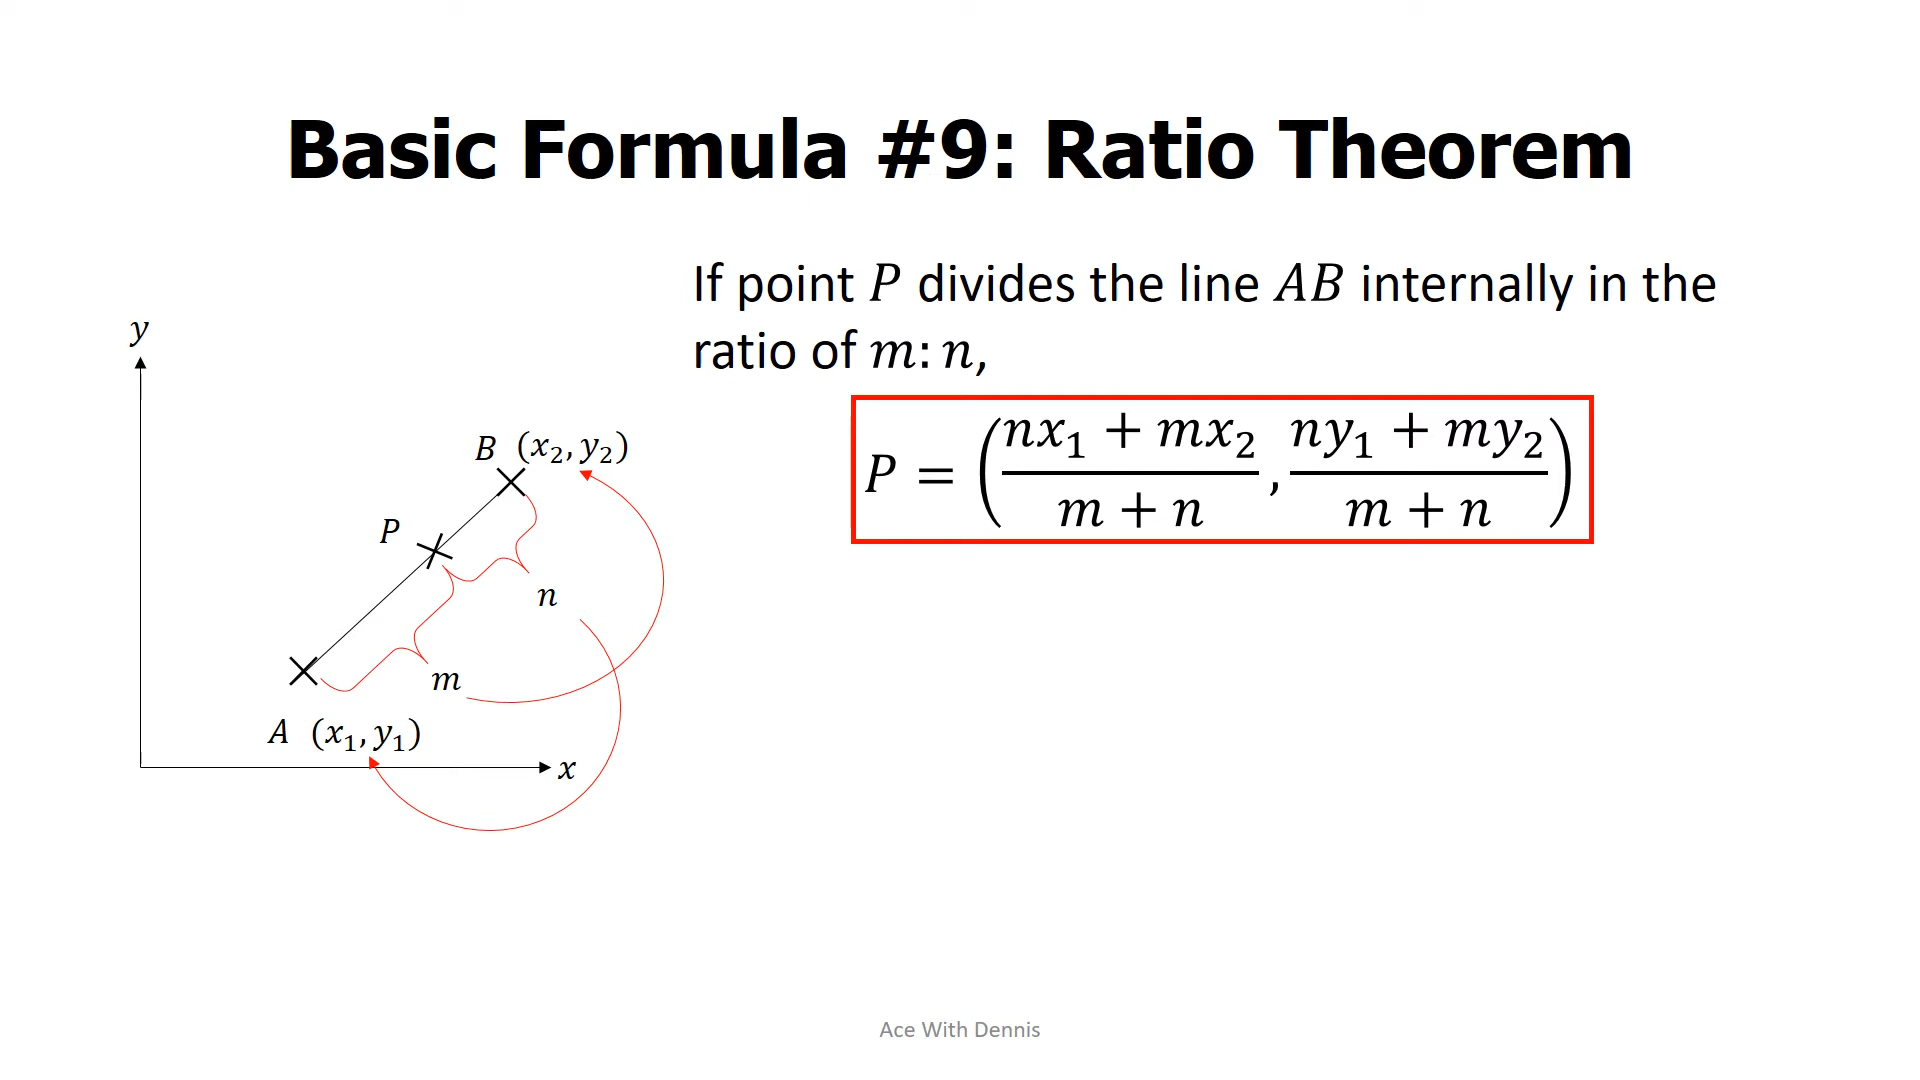 Basic Formula #9: Ratio Theorem
If point P divides the line AB internally in the
ratio of m: n,
P = ( (nx₁ + mx₂)/(m + n) , (ny₁ + my₂)/(m + n) )
y
B (x₂, y₂)
P
n
m
A (x₁, y₁)
x
Ace With Dennis